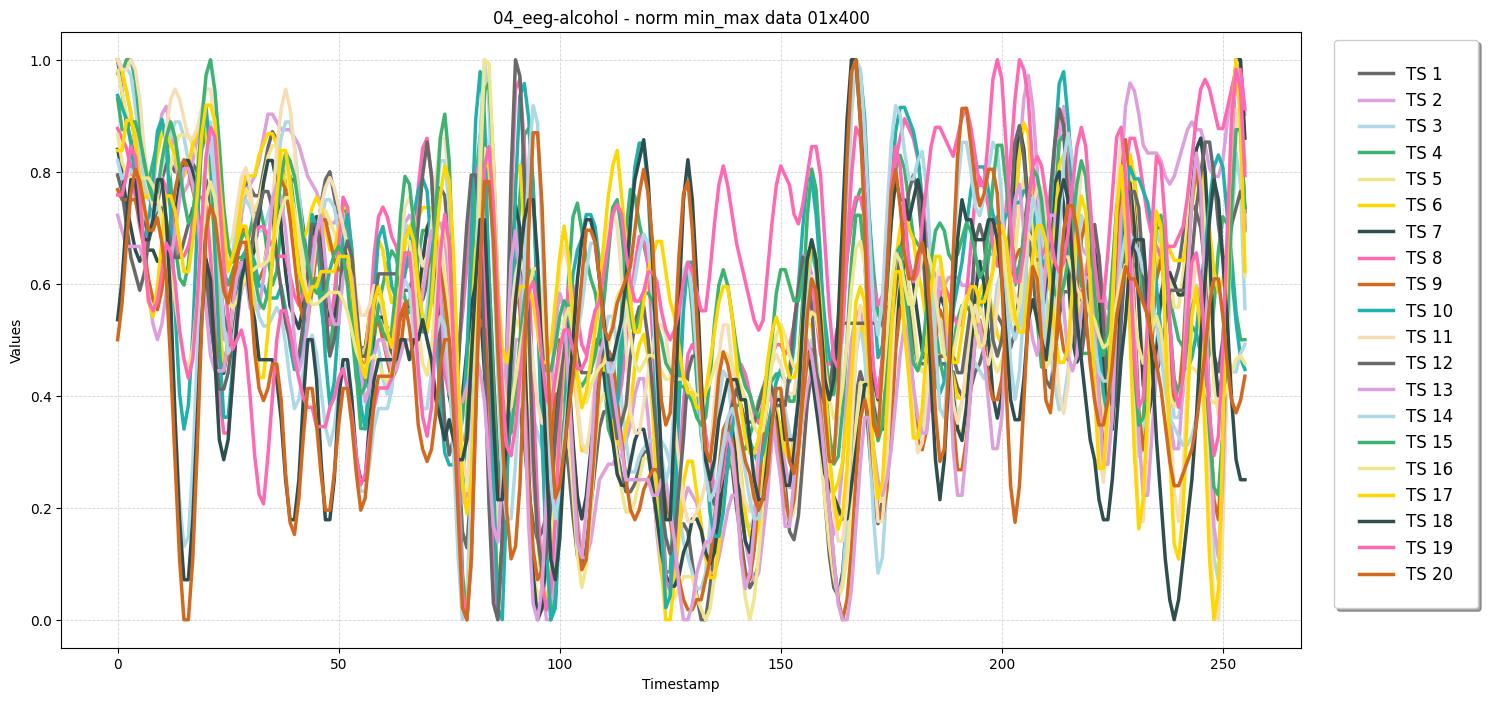 04_eeg-alcohol - norm min_max data 01x400
Values
1.0
0.8
0.6
0.4
0.2
0.0
0
50
100
150
200
250
Timestamp
TS 1
TS 2
TS 3
TS 4
TS 5
TS 6
TS 7
TS 8
TS 9
TS 10
TS 11
TS 12
TS 13
TS 14
TS 15
TS 16
TS 17
TS 18
TS 19
TS 20